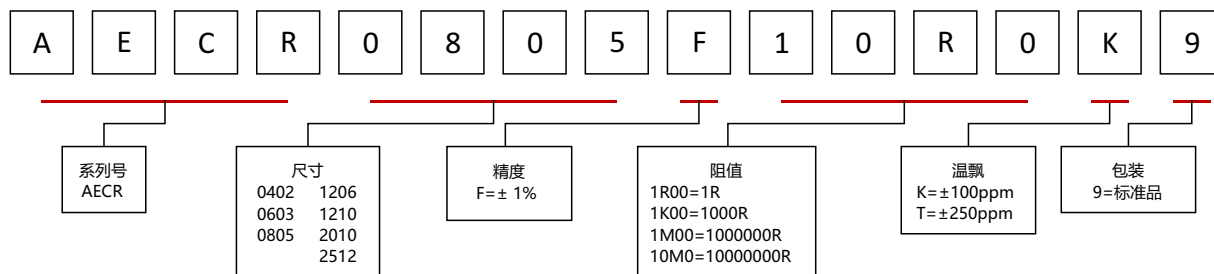 A E C R 0 8 0 5 F 1 0 R 0 K 9
系列号
AECR
尺寸
0402 1206
0603 1210
0805 2010
2512
精度
F=± 1%
阻值
1R00=1R
1K00=1000R
1M00=1000000R
10M0=10000000R
温飘
K=±100ppm
T=±250ppm
包装
9=标准品